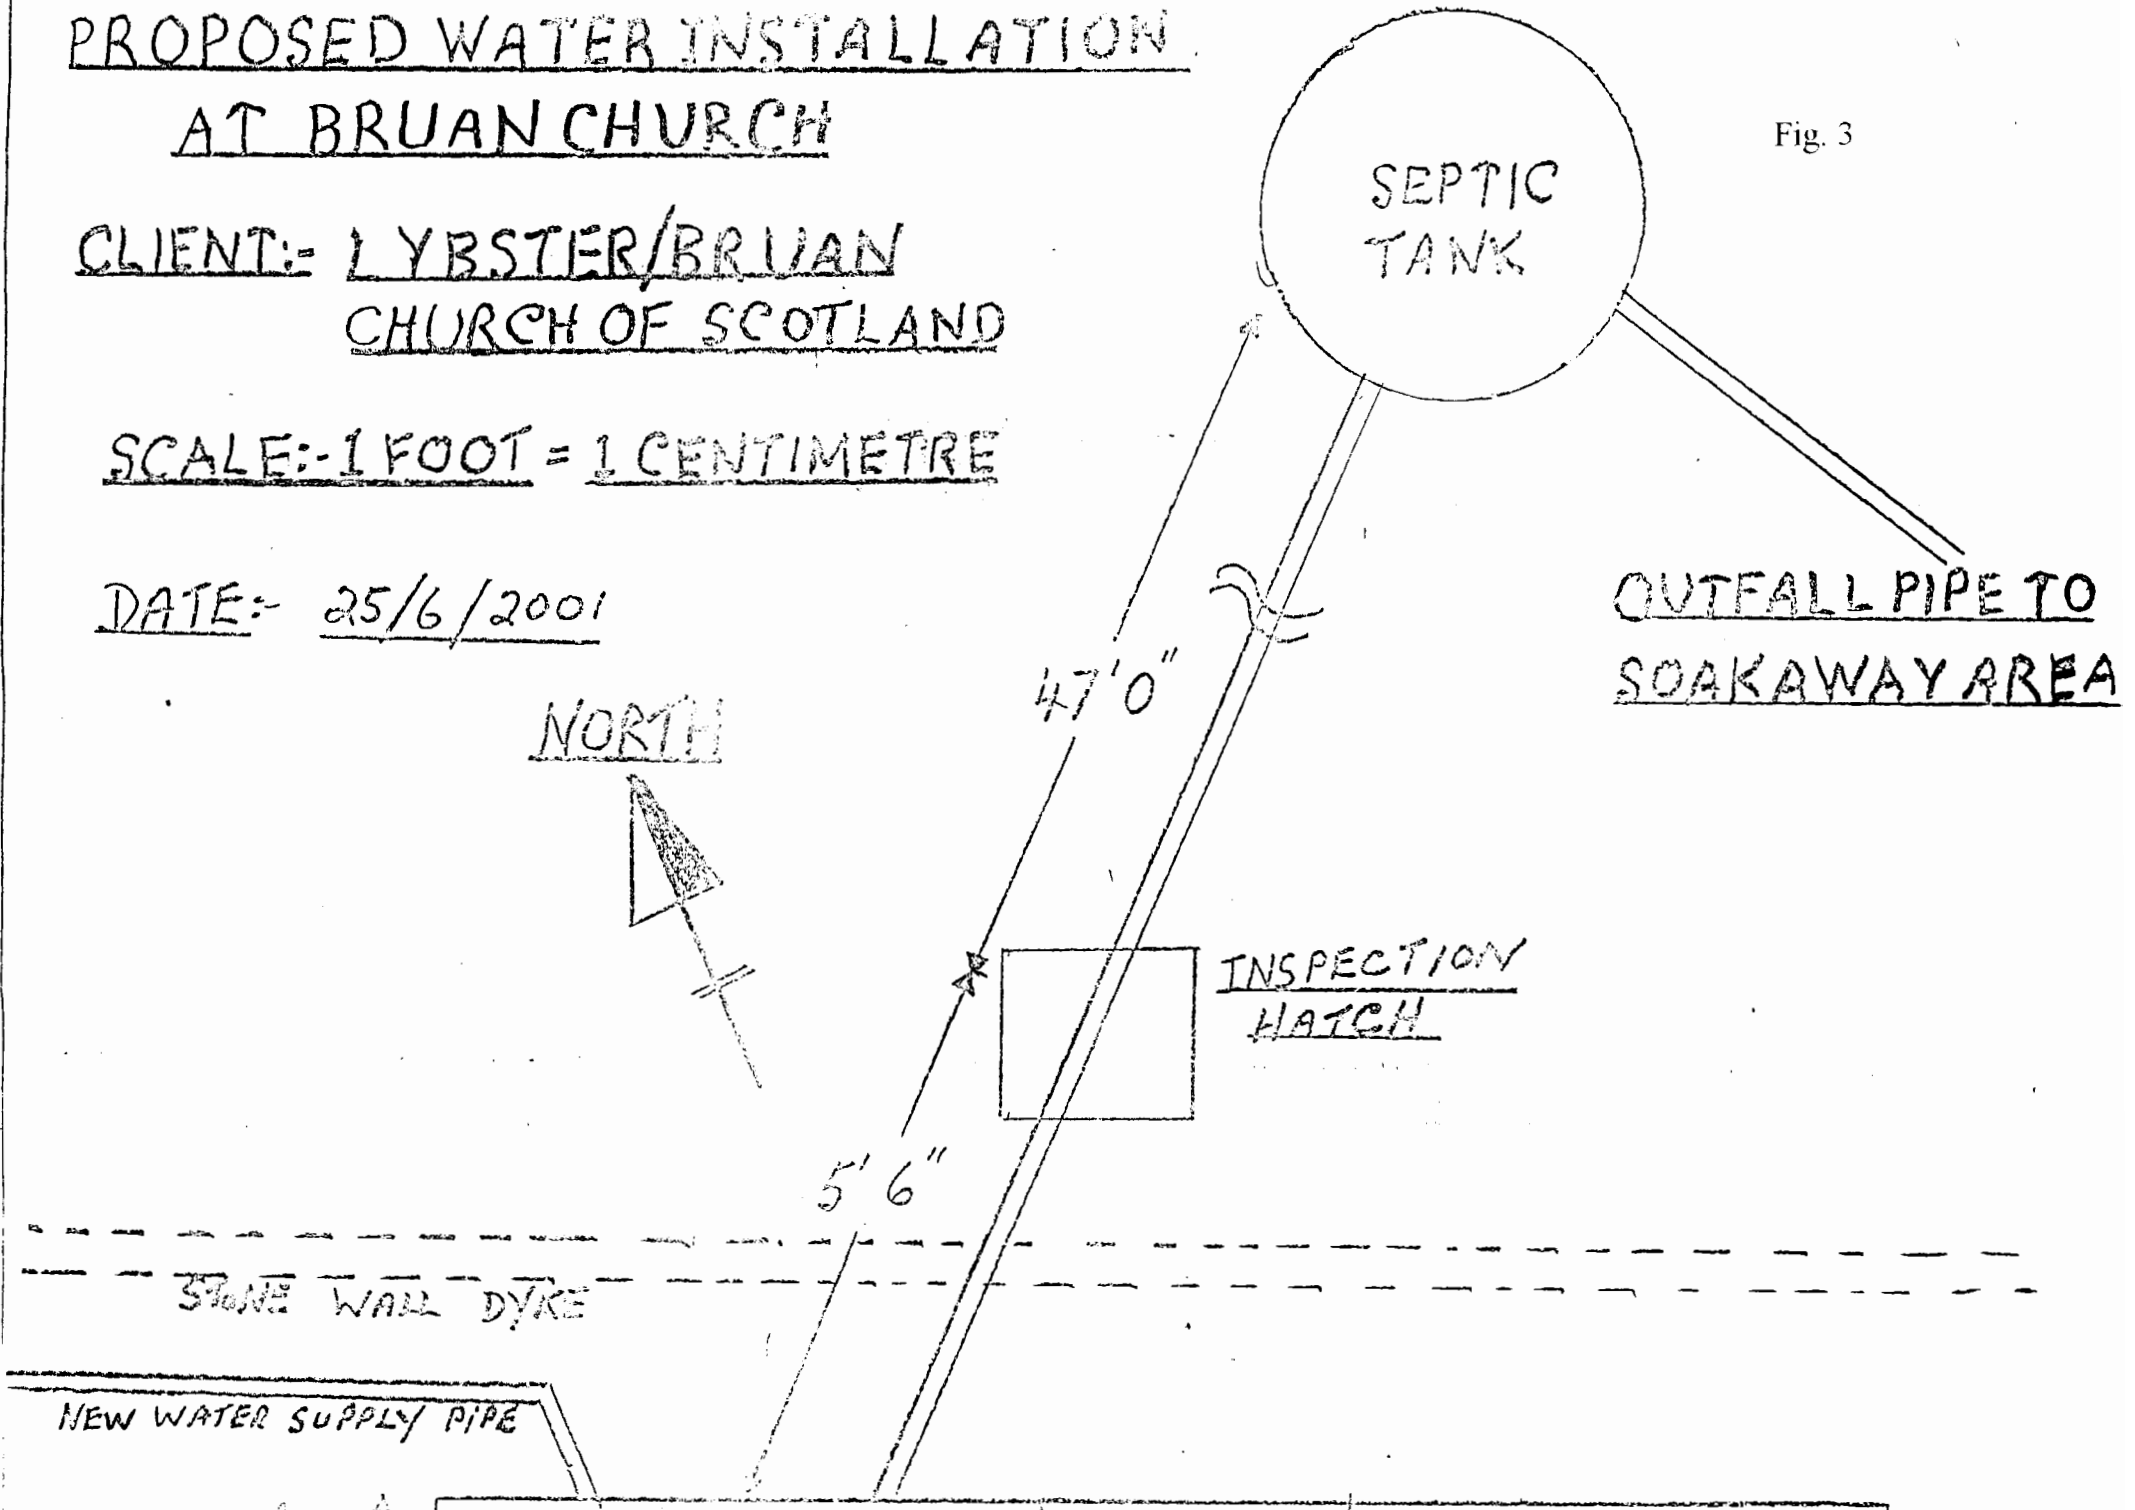 PROPOSED WATER INSTALLATION
AT BRUAN CHURCH
CLIENT:- LYBSTER/BRUAN
CHURCH OF SCOTLAND
SCALE:- 1 FOOT = 1 CENTIMETRE
DATE:- 25/6/2001
Fig. 3
SEPTIC
TANK
OUTFALL PIPE TO
SOAKAWAY AREA
47'0"
NORTH
INSPECTION
HATCH
5'6"
STONE WALL DYKE
NEW WATER SUPPLY PIPE